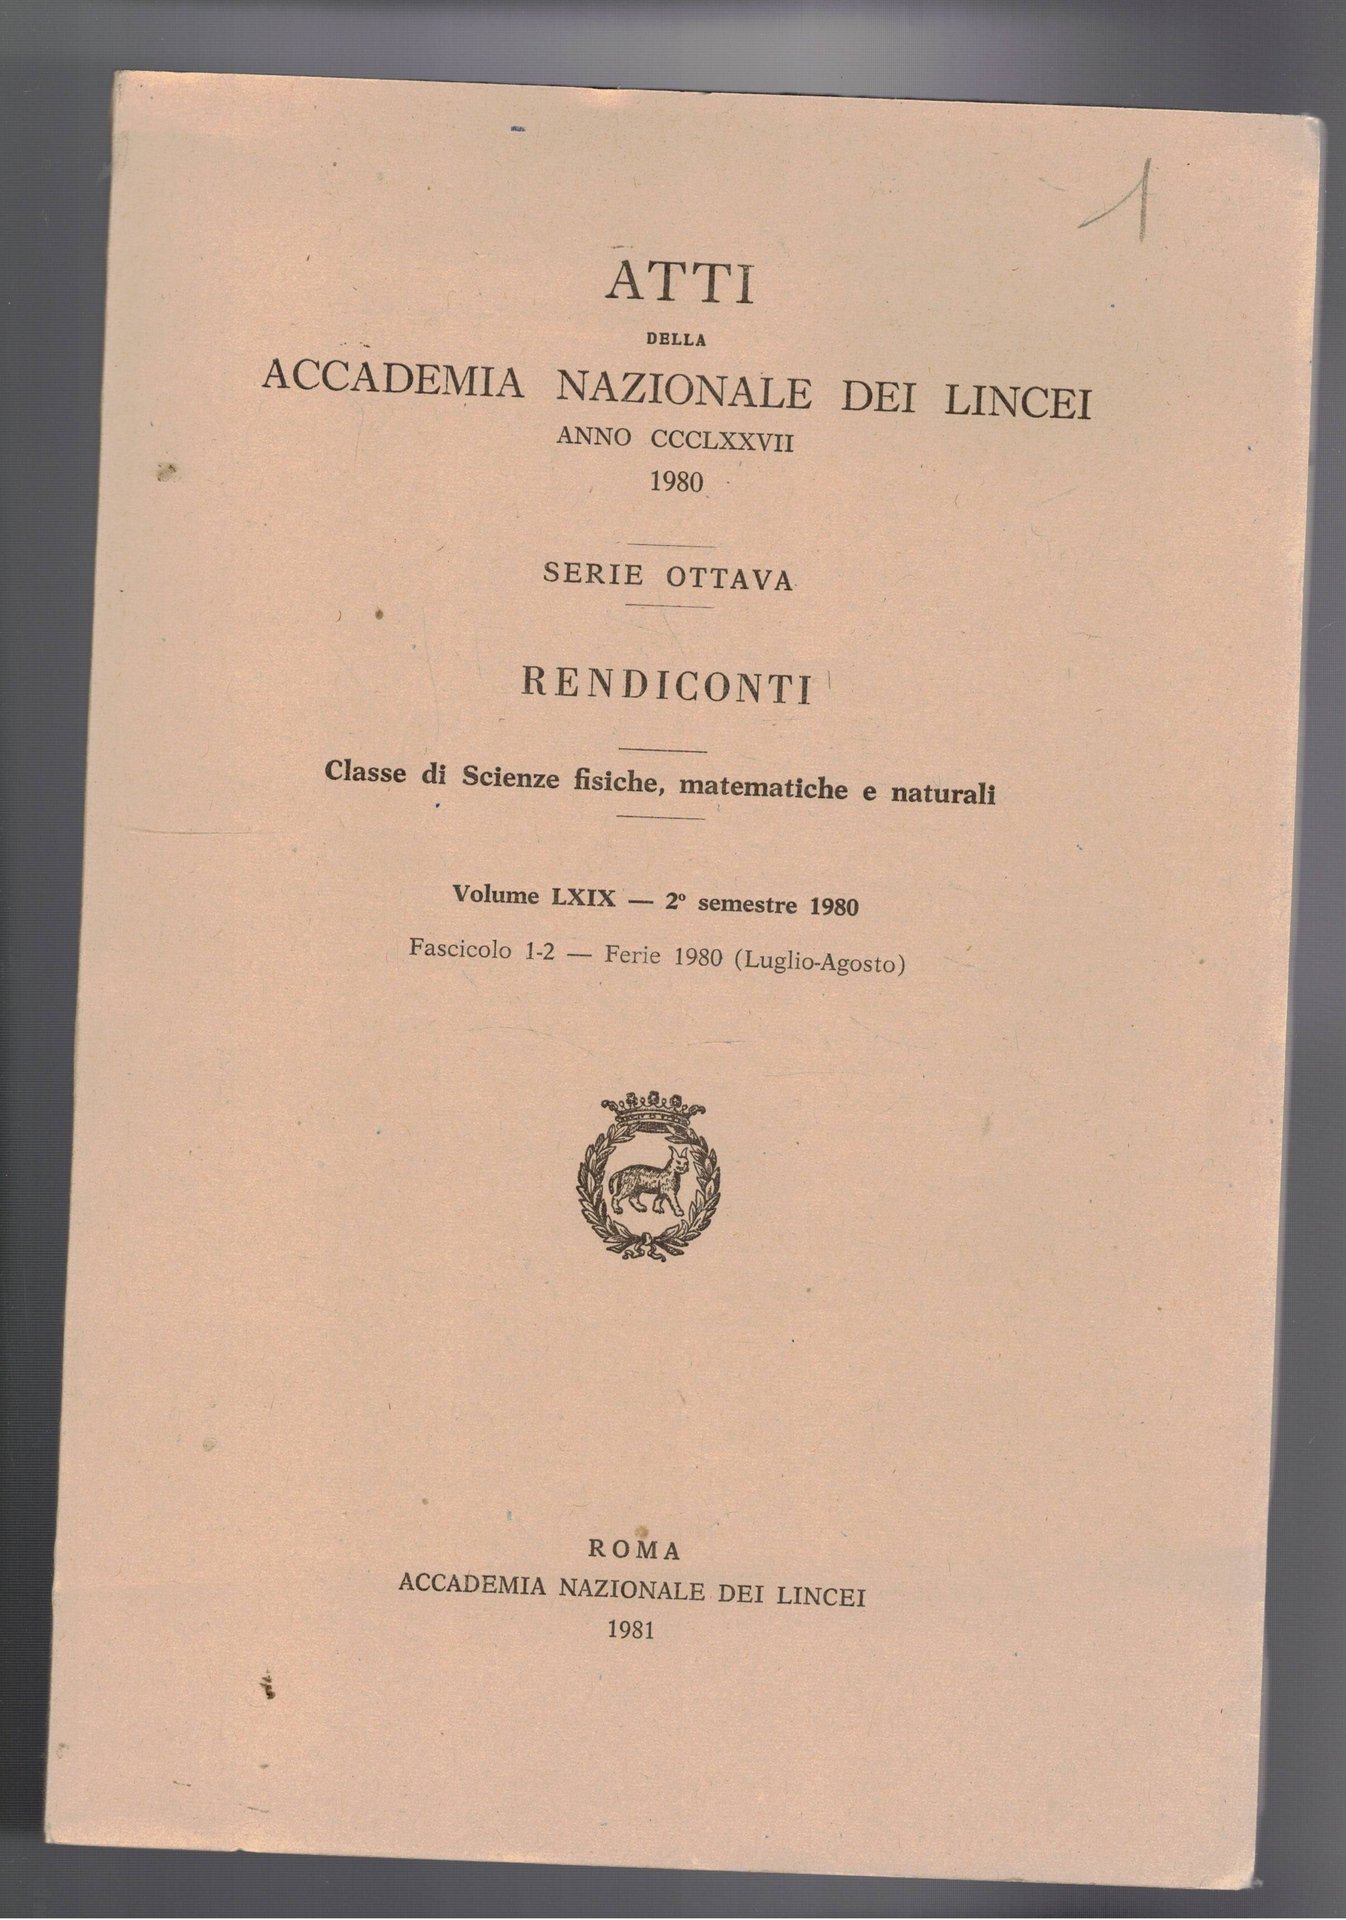 1
ATTI
DELLA
ACCADEMIA NAZIONALE DEI LINCEI
ANNO CCCLXXVII
1980
SERIE OTTAVA
RENDICONTI
Classe di Scienze fisiche, matematiche e naturali
Volume LXIX — 2º semestre 1980
Fascicolo 1-2 — Ferie 1980 (Luglio-Agosto)
ROMA
ACCADEMIA NAZIONALE DEI LINCEI
1981